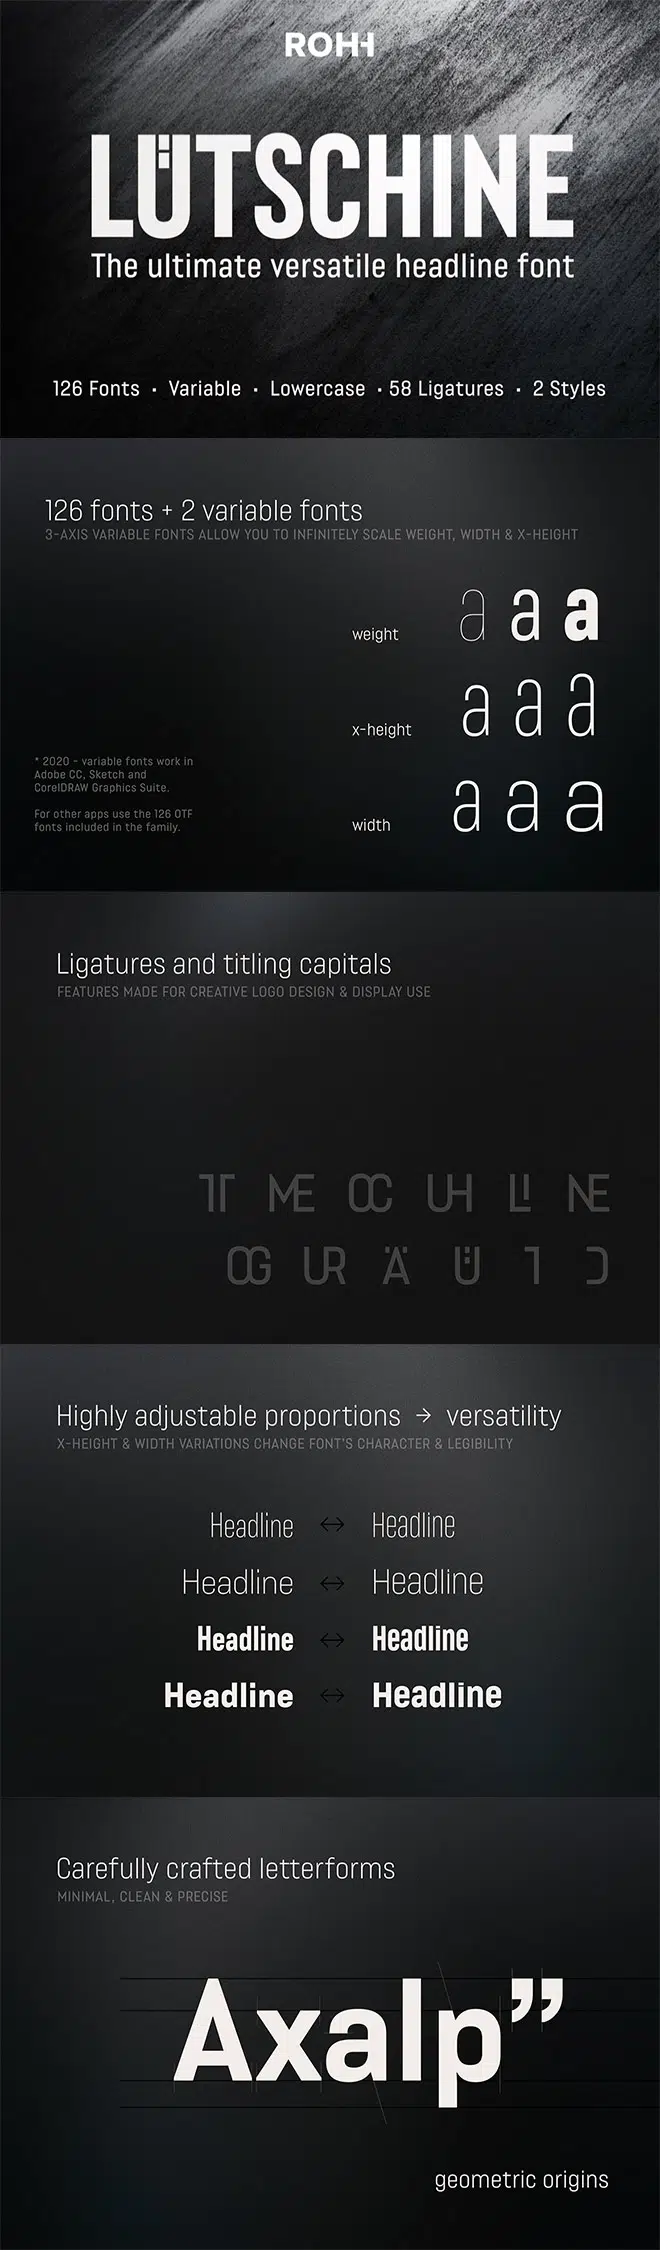 ROHH
LÜTSCHINE
The ultimate versatile headline font
126 Fonts · Variable · Lowercase · 58 Ligatures · 2 Styles
126 fonts + 2 variable fonts
3-AXIS VARIABLE FONTS ALLOW YOU TO INFINITELY SCALE WEIGHT, WIDTH & X-HEIGHT
weight a a a
x-height a a a
* 2020 - variable fonts work in
Adobe CC, Sketch and
CorelDRAW Graphics Suite.
For other apps use the 126 OTF
fonts included in the family.
width a a a
Ligatures and titling capitals
FEATURES MADE FOR CREATIVE LOGO DESIGN & DISPLAY USE
TT ME OC UH LI NE
OG UR Ä Ü 1
Highly adjustable proportions → versatility
X-HEIGHT & WIDTH VARIATIONS CHANGE FONT'S CHARACTER & LEGIBILITY
Headline ↔ Headline
Headline ↔ Headline
Headline ↔ Headline
Headline ↔ Headline
Carefully crafted letterforms
MINIMAL, CLEAN & PRECISE
Axalp”
geometric origins